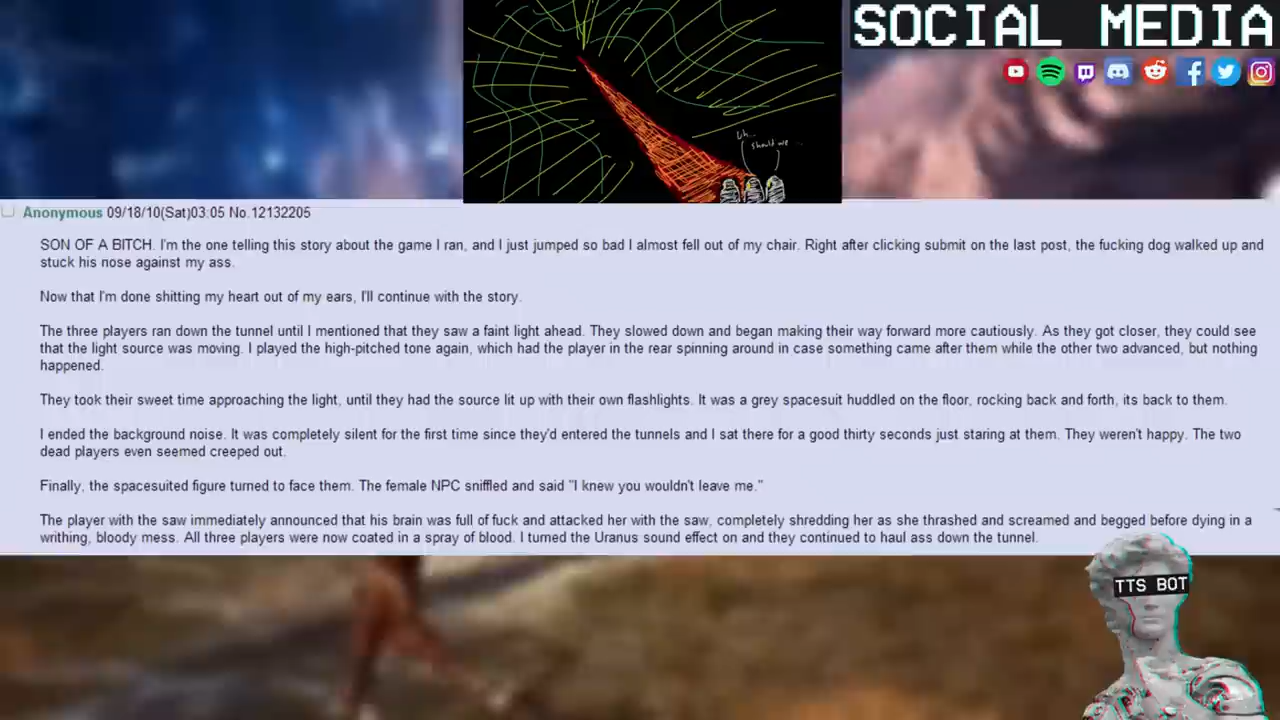 SOCIAL MEDIA
Uh...
should we ...
Anonymous 09/18/10(Sat)03:05 No.12132205
SON OF A BITCH. I'm the one telling this story about the game I ran, and I just jumped so bad I almost fell out of my chair. Right after clicking submit on the last post, the fucking dog walked up and
stuck his nose against my ass.
Now that I'm done shitting my heart out of my ears, I'll continue with the story.
The three players ran down the tunnel until I mentioned that they saw a faint light ahead. They slowed down and began making their way forward more cautiously. As they got closer, they could see
that the light source was moving. I played the high-pitched tone again, which had the player in the rear spinning around in case something came after them while the other two advanced, but nothing
happened.
They took their sweet time approaching the light, until they had the source lit up with their own flashlights. It was a grey spacesuit huddled on the floor, rocking back and forth, its back to them.
I ended the background noise. It was completely silent for the first time since they'd entered the tunnels and I sat there for a good thirty seconds just staring at them. They weren't happy. The two
dead players even seemed creeped out.
Finally, the spacesuited figure turned to face them. The female NPC sniffled and said "I knew you wouldn't leave me."
The player with the saw immediately announced that his brain was full of fuck and attacked her with the saw, completely shredding her as she thrashed and screamed and begged before dying in a
writhing, bloody mess. All three players were now coated in a spray of blood. I turned the Uranus sound effect on and they continued to haul ass down the tunnel.
TTS BOT